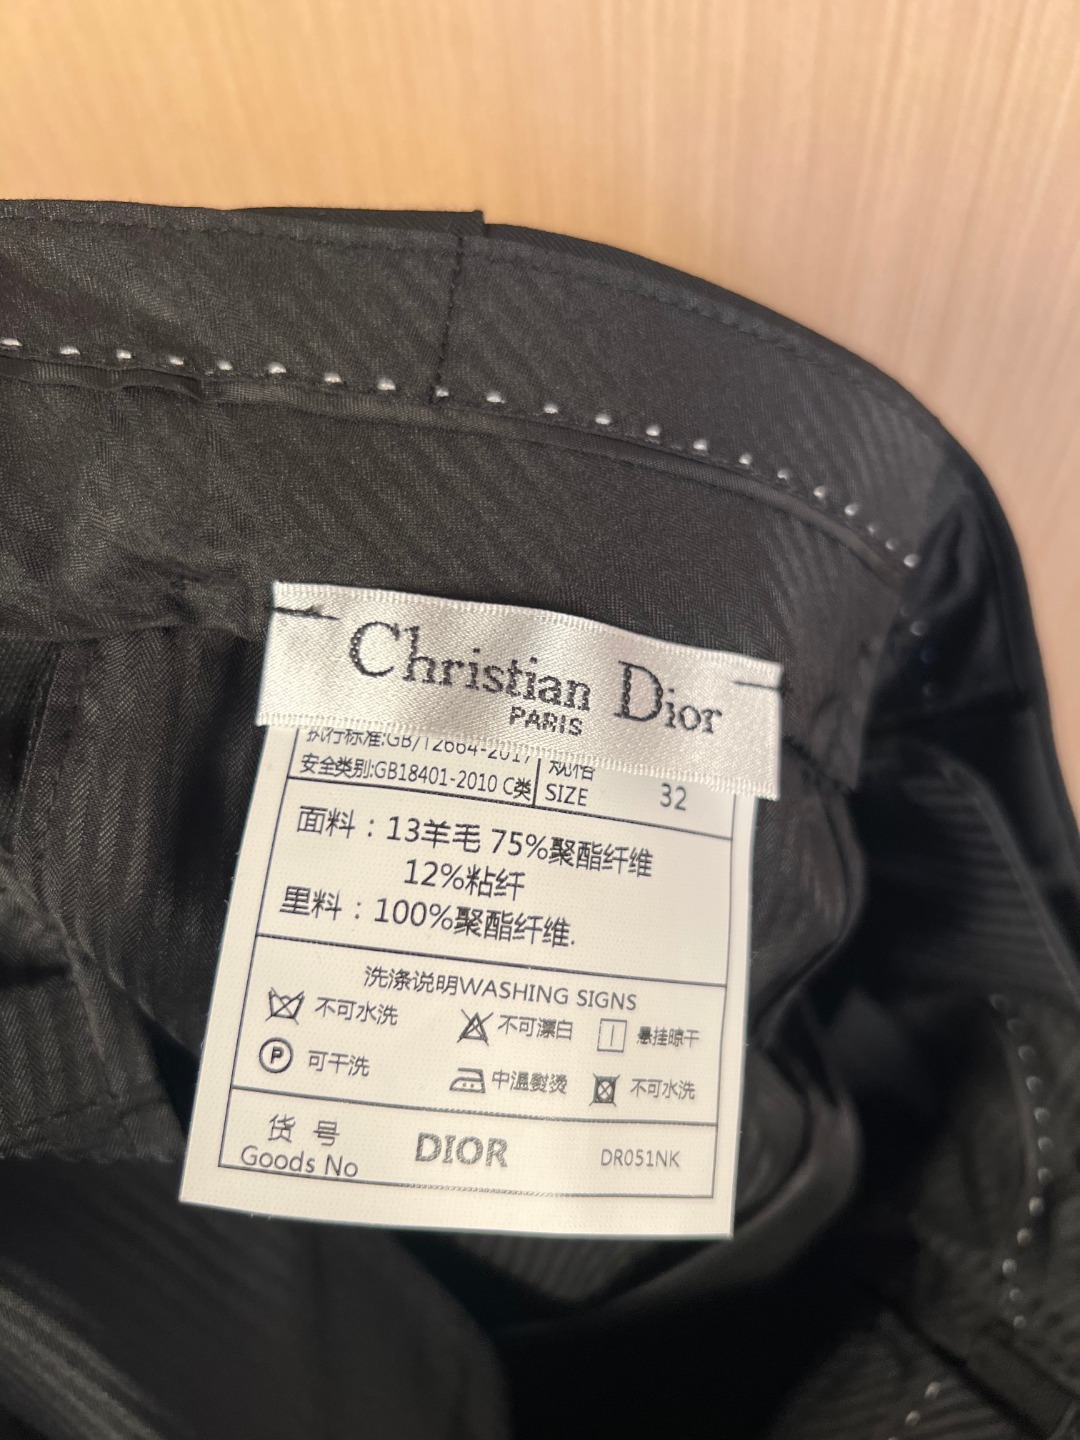 Christian Dior
PARIS
执行标准:GB/T2664-2017
规格
安全类别:GB18401-2010 C类
SIZE 32
面料：13羊毛 75%聚酯纤维
12%粘纤
里料：100%聚酯纤维.
洗涤说明WASHING SIGNS
不可水洗 不可漂白 悬挂晾干
P 可干洗 中温熨烫 不可水洗
货 号 DIOR DR051NK
Goods No